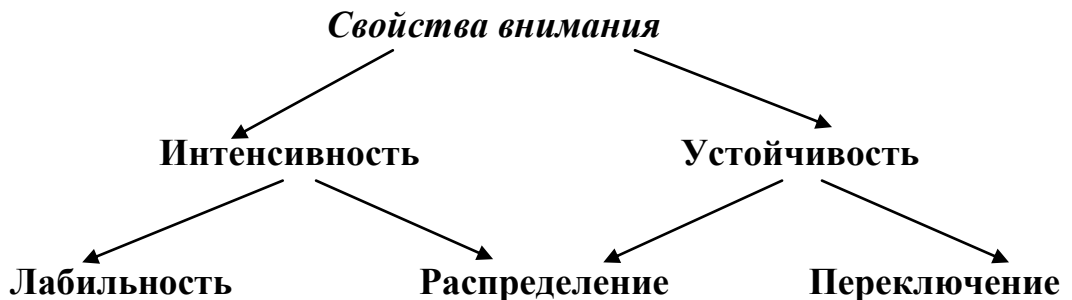 Свойства внимания
Интенсивность Устойчивость
Лабильность Распределение Переключение